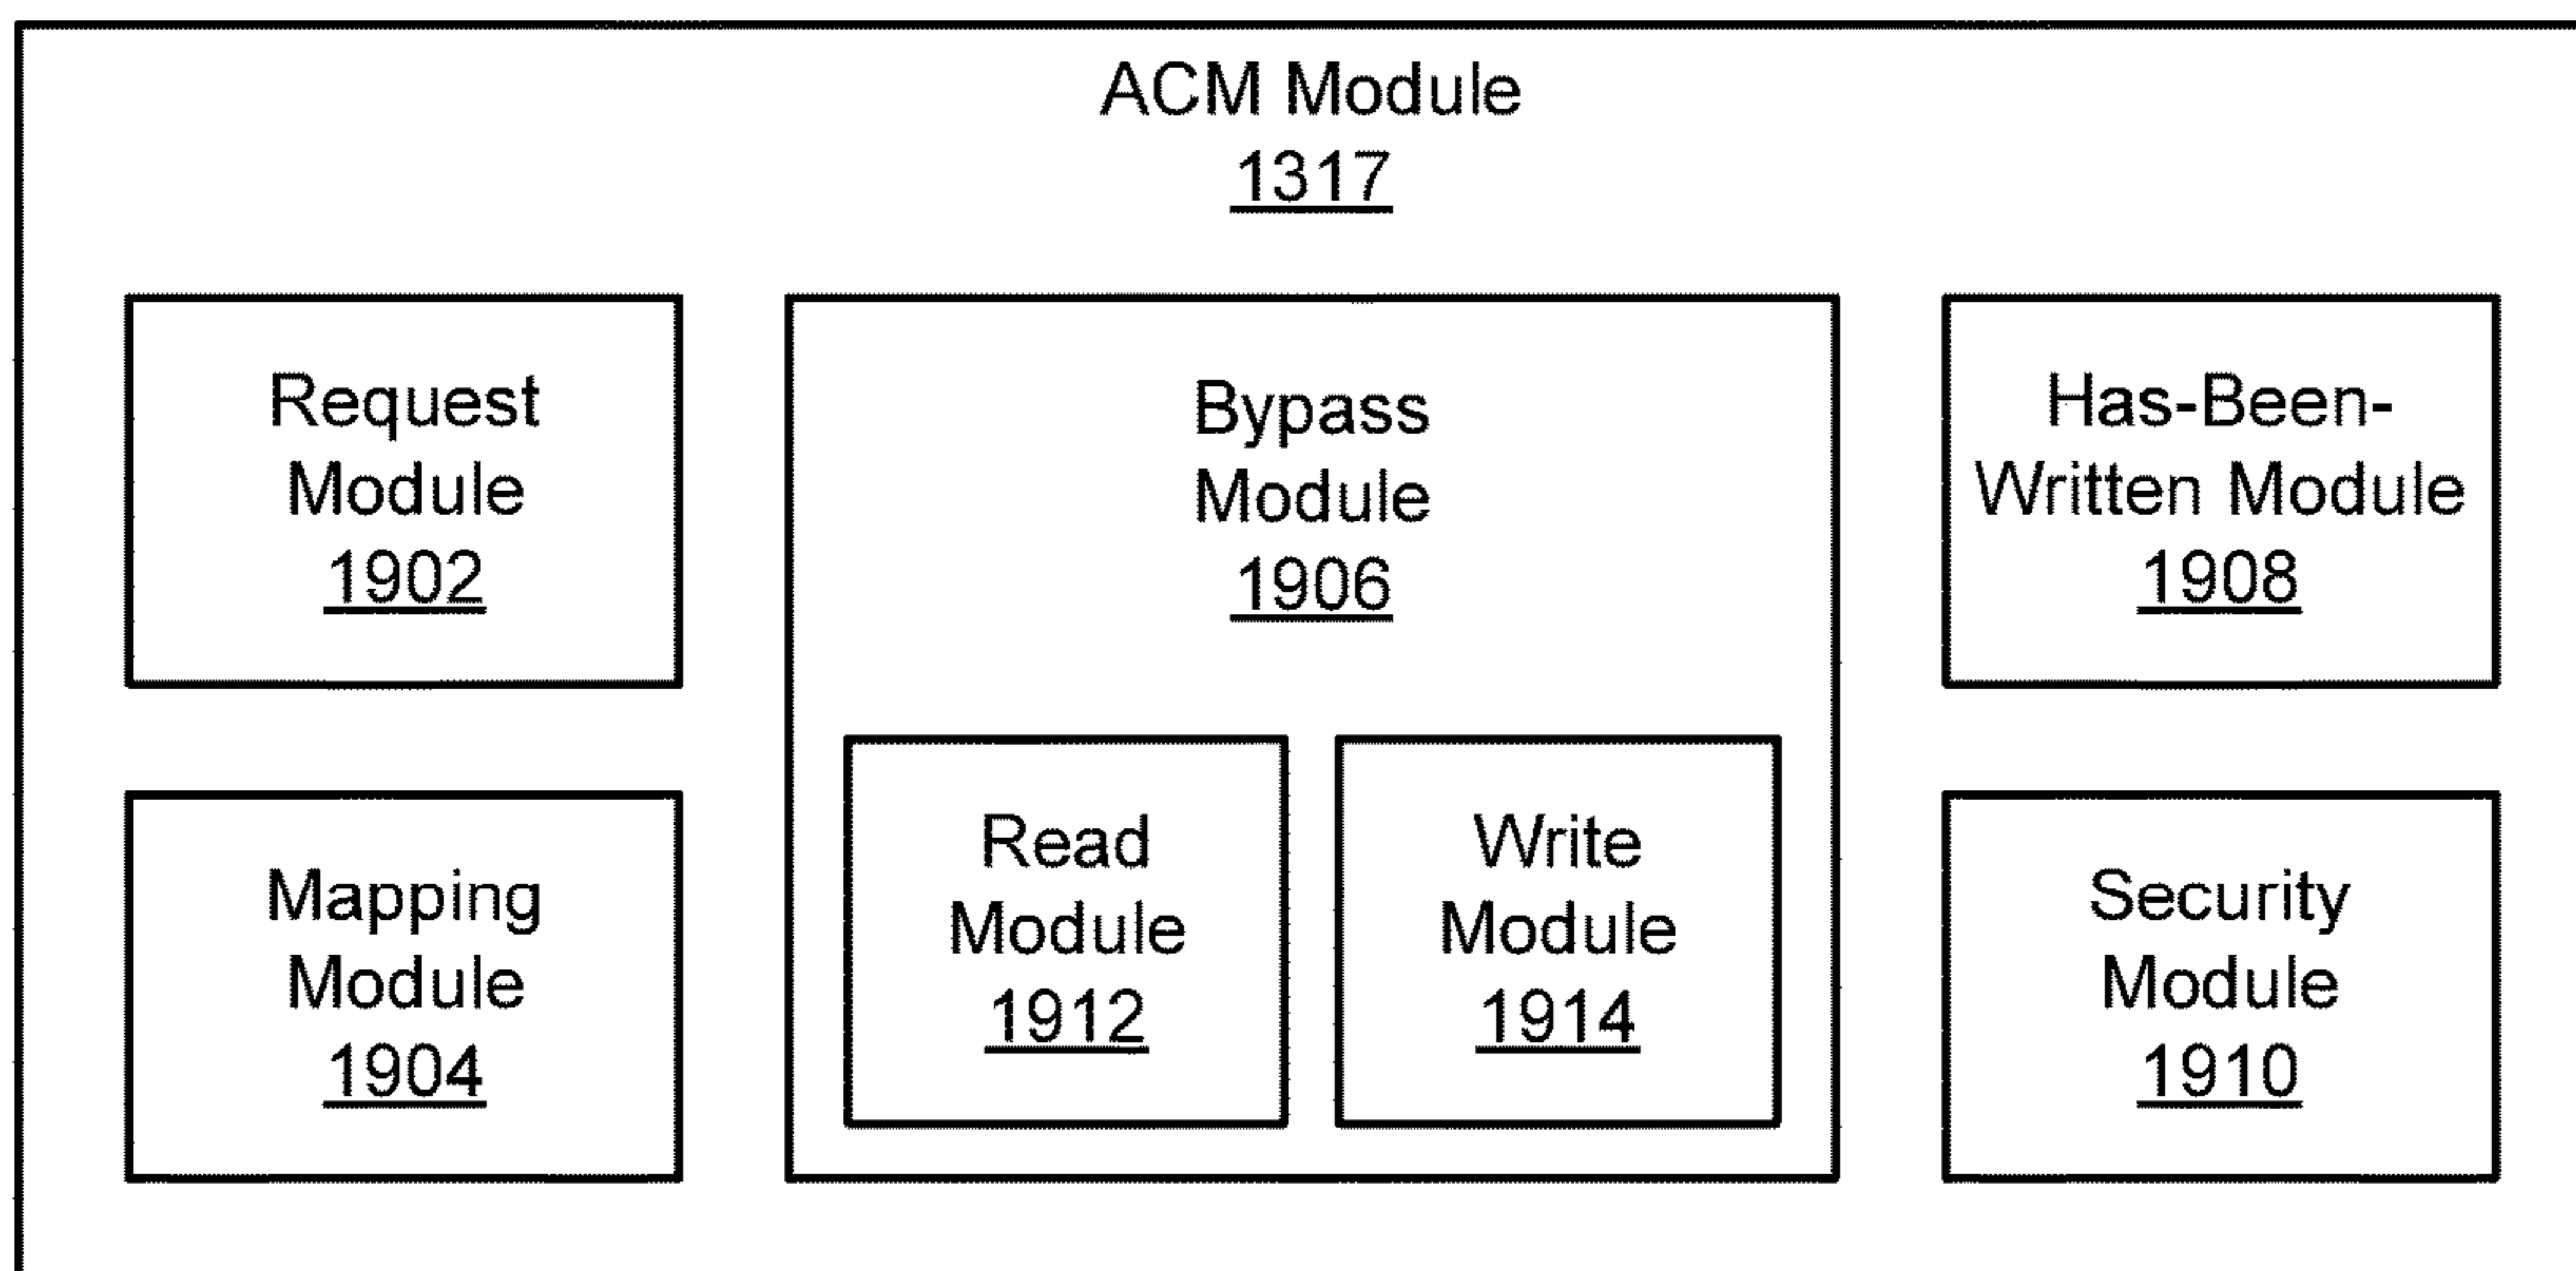 ACM Module
1317
Request
Module
1902
Mapping
Module
1904
Bypass
Module
1906
Read
Module
1912
Write
Module
1914
Has-Been-
Written Module
1908
Security
Module
1910